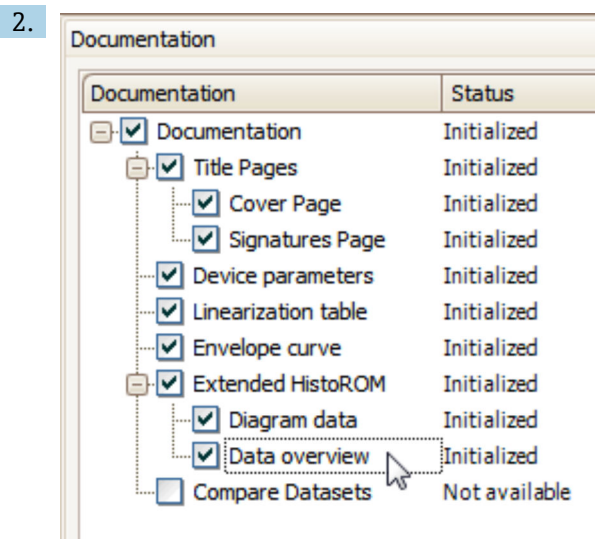 2.
Documentation
Documentation Status
Documentation Initialized
Title Pages Initialized
Cover Page Initialized
Signatures Page Initialized
Device parameters Initialized
Linearization table Initialized
Envelope curve Initialized
Extended HistoROM Initialized
Diagram data Initialized
Data overview Initialized
Compare Datasets Not available